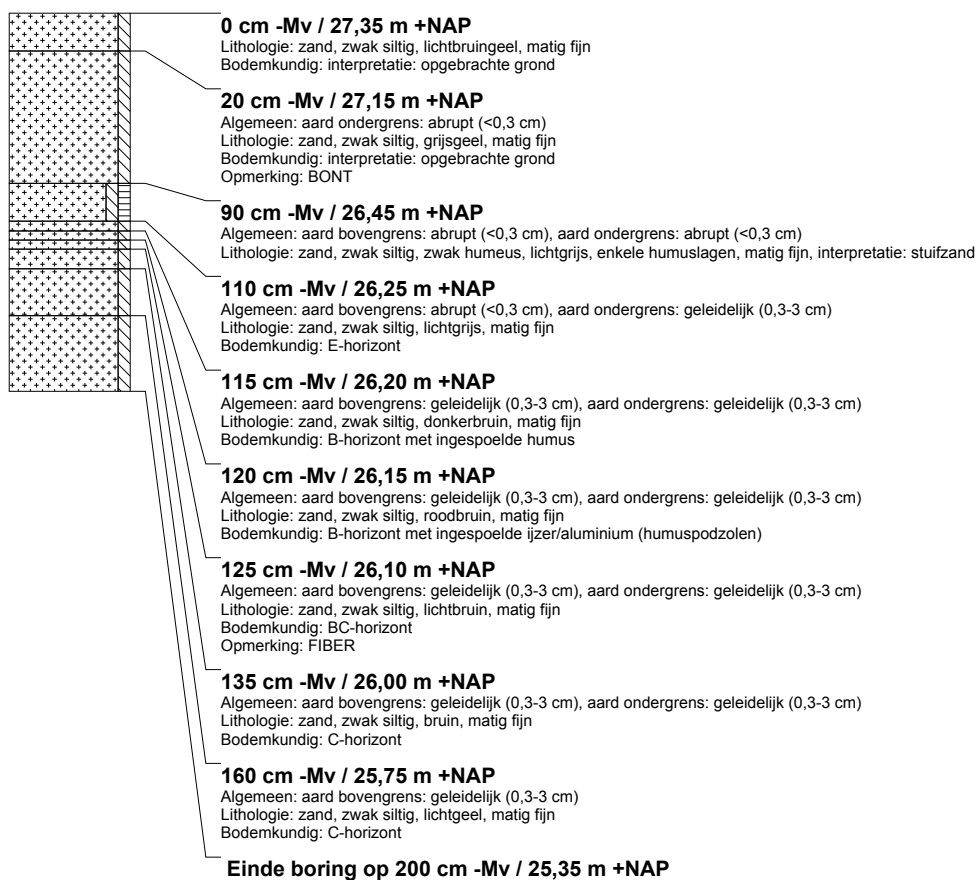 0 cm -Mv / 27,35 m +NAP
Lithologie: zand, zwak siltig, lichtbruingeel, matig fijn
Bodemkundig: interpretatie: opgebrachte grond
20 cm -Mv / 27,15 m +NAP
Algemeen: aard ondergrens: abrupt (<0,3 cm)
Lithologie: zand, zwak siltig, grijsgeel, matig fijn
Bodemkundig: interpretatie: opgebrachte grond
Opmerking: BONT
90 cm -Mv / 26,45 m +NAP
Algemeen: aard bovengrens: abrupt (<0,3 cm), aard ondergrens: abrupt (<0,3 cm)
Lithologie: zand, zwak siltig, zwak humeus, lichtgrijs, enkele humuslagen, matig fijn, interpretatie: stuifzand
110 cm -Mv / 26,25 m +NAP
Algemeen: aard bovengrens: abrupt (<0,3 cm), aard ondergrens: geleidelijk (0,3-3 cm)
Lithologie: zand, zwak siltig, lichtgrijs, matig fijn
Bodemkundig: E-horizont
115 cm -Mv / 26,20 m +NAP
Algemeen: aard bovengrens: geleidelijk (0,3-3 cm), aard ondergrens: geleidelijk (0,3-3 cm)
Lithologie: zand, zwak siltig, donkerbruin, matig fijn
Bodemkundig: B-horizont met ingespoelde humus
120 cm -Mv / 26,15 m +NAP
Algemeen: aard bovengrens: geleidelijk (0,3-3 cm), aard ondergrens: geleidelijk (0,3-3 cm)
Lithologie: zand, zwak siltig, roodbruin, matig fijn
Bodemkundig: B-horizont met ingespoelde ijzer/aluminium (humuspodzolen)
125 cm -Mv / 26,10 m +NAP
Algemeen: aard bovengrens: geleidelijk (0,3-3 cm), aard ondergrens: geleidelijk (0,3-3 cm)
Lithologie: zand, zwak siltig, lichtbruin, matig fijn
Bodemkundig: BC-horizont
Opmerking: FIBER
135 cm -Mv / 26,00 m +NAP
Algemeen: aard bovengrens: geleidelijk (0,3-3 cm), aard ondergrens: geleidelijk (0,3-3 cm)
Lithologie: zand, zwak siltig, bruin, matig fijn
Bodemkundig: C-horizont
160 cm -Mv / 25,75 m +NAP
Algemeen: aard bovengrens: geleidelijk (0,3-3 cm)
Lithologie: zand, zwak siltig, lichtgeel, matig fijn
Bodemkundig: C-horizont
Einde boring op 200 cm -Mv / 25,35 m +NAP